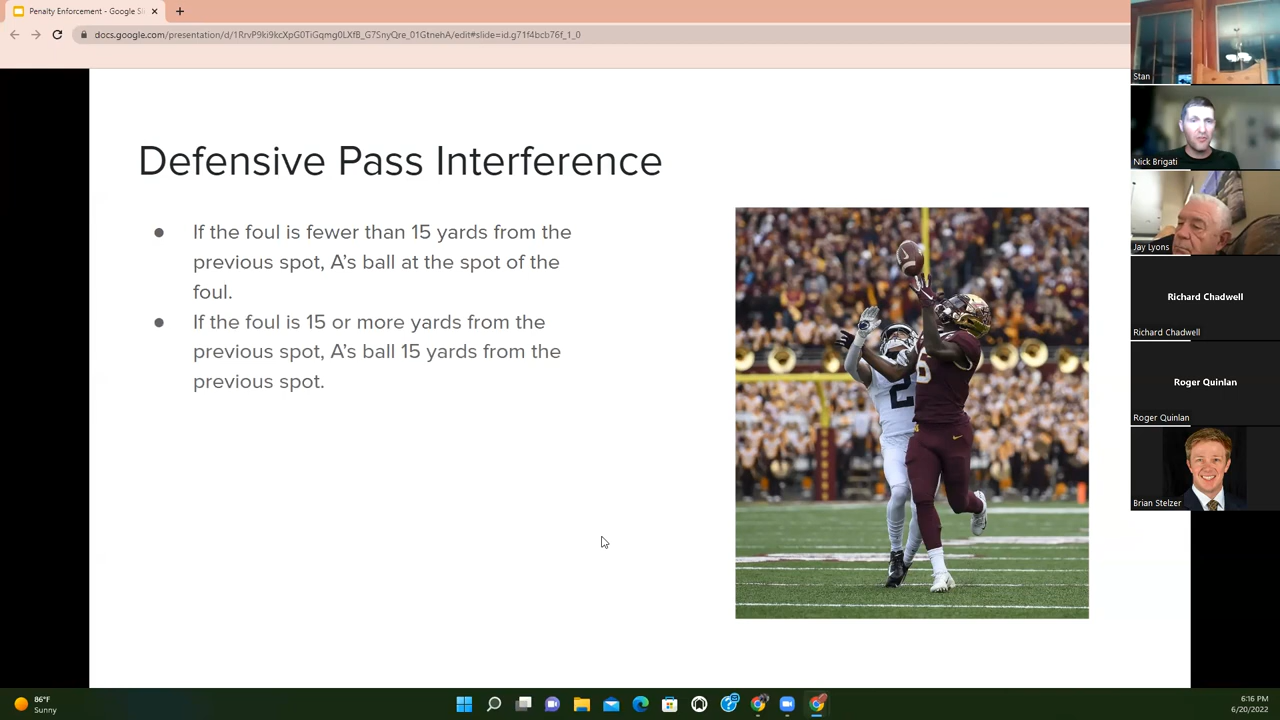 Penalty Enforcement - Google Sl
docs.google.com/presentation/d/1RrvP9ki9kcXpG0TiGqmg0LXfB_G7SnyQre_01GtnehA/edit#slide=id.g71f4bcb76f_1_0
Defensive Pass Interference
● If the foul is fewer than 15 yards from the
previous spot, A's ball at the spot of the
foul.
● If the foul is 15 or more yards from the
previous spot, A's ball 15 yards from the
previous spot.
6
2
Stan
Nick Brigati
Jay Lyons
Richard Chadwell
Richard Chadwell
Roger Quinlan
Roger Quinlan
Brian Stelzer
86°F
Sunny
6:16 PM
6/20/2022